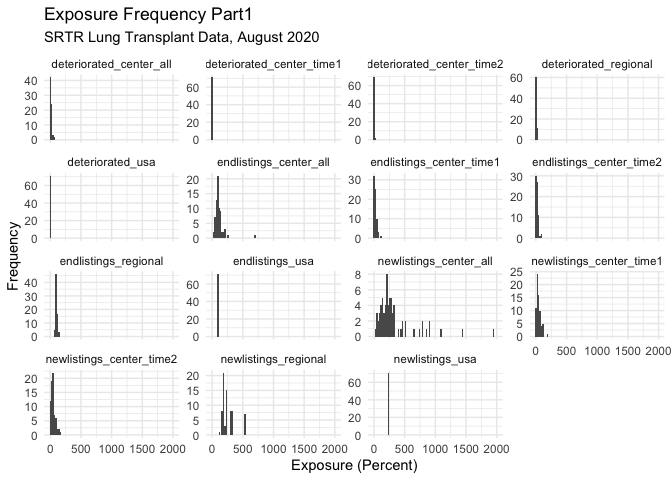 Exposure Frequency Part1
SRTR Lung Transplant Data, August 2020
deteriorated_center_all
deteriorated_center_time1
deteriorated_center_time2
deteriorated_regional
40
30
20
10
0
60
40
20
0
60
40
20
0
60
40
20
0
deteriorated_usa
endlistings_center_all
endlistings_center_time1
endlistings_center_time2
60
40
20
0
20
15
10
5
0
30
20
10
0
30
20
10
0
endlistings_regional
endlistings_usa
newlistings_center_all
newlistings_center_time1
40
30
20
10
0
60
40
20
0
8
6
4
2
0
25
20
15
10
5
0
0 500 1000 1500 2000
newlistings_center_time2
newlistings_regional
newlistings_usa
20
15
10
5
0
20
15
10
5
0
60
40
20
0
0 500 1000 1500 2000
0 500 1000 1500 2000
0 500 1000 1500 2000
Frequency
Exposure (Percent)